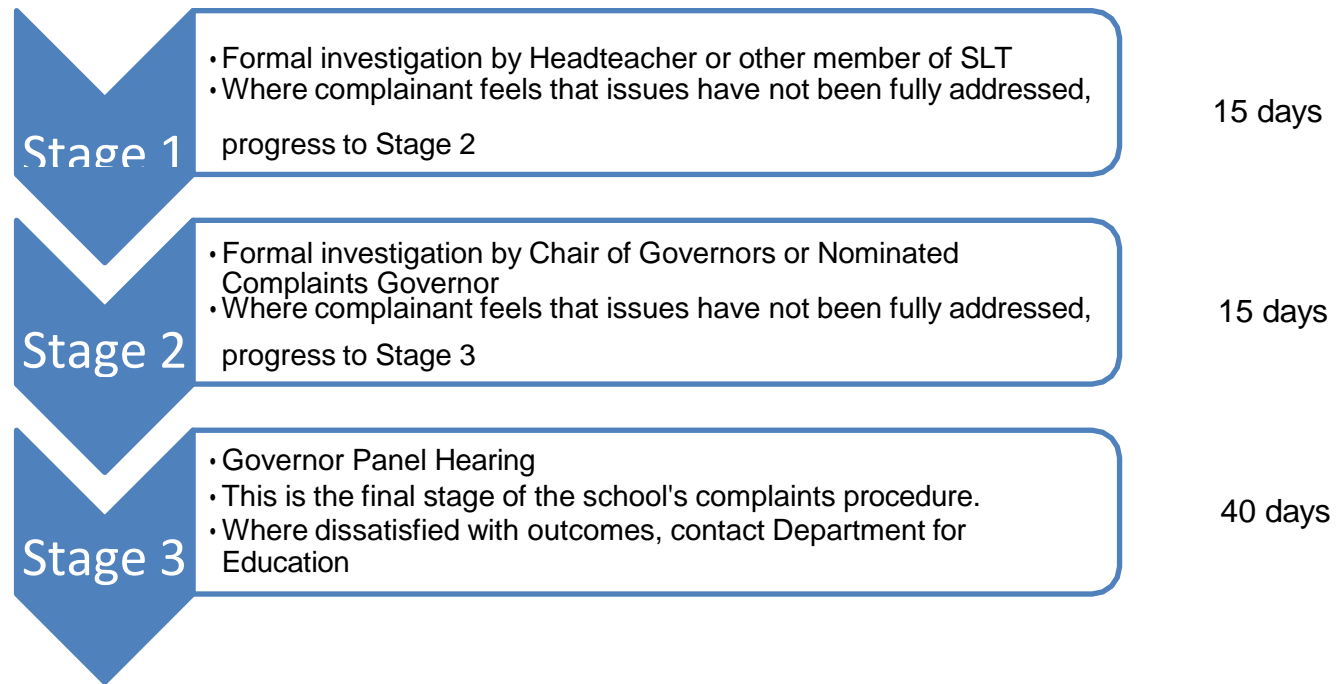 Stage 1
• Formal investigation by Headteacher or other member of SLT
• Where complainant feels that issues have not been fully addressed,
progress to Stage 2
15 days
Stage 2
• Formal investigation by Chair of Governors or Nominated
Complaints Governor
• Where complainant feels that issues have not been fully addressed,
progress to Stage 3
15 days
Stage 3
• Governor Panel Hearing
• This is the final stage of the school's complaints procedure.
• Where dissatisfied with outcomes, contact Department for
Education
40 days